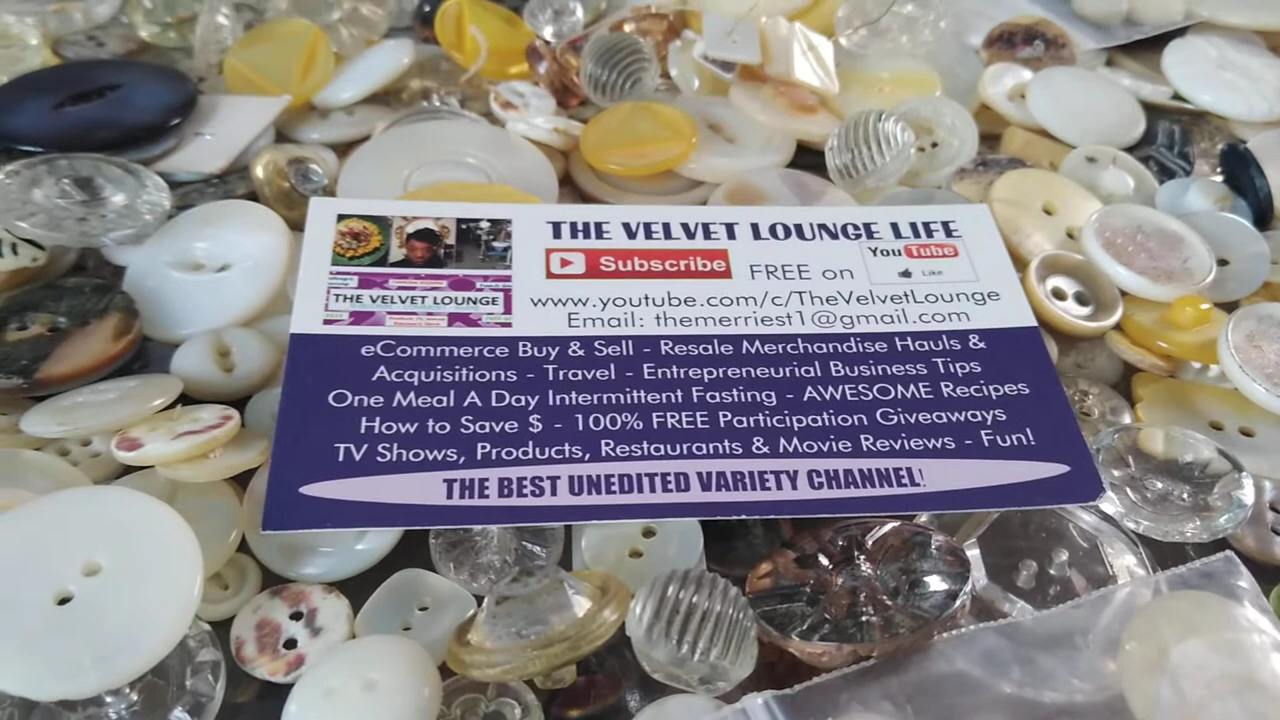 THE VELVET LOUNGE LIFE
Subscribe FREE on YouTube
Like
THE VELVET LOUNGE
www.youtube.com/c/TheVelvetLounge
Email: themerriest1@gmail.com
eCommerce Buy & Sell - Resale Merchandise Hauls &
Acquisitions - Travel - Entrepreneurial Business Tips
One Meal A Day Intermittent Fasting - AWESOME Recipes
How to Save $ - 100% FREE Participation Giveaways
TV Shows, Products, Restaurants & Movie Reviews - Fun!
THE BEST UNEDITED VARIETY CHANNEL!